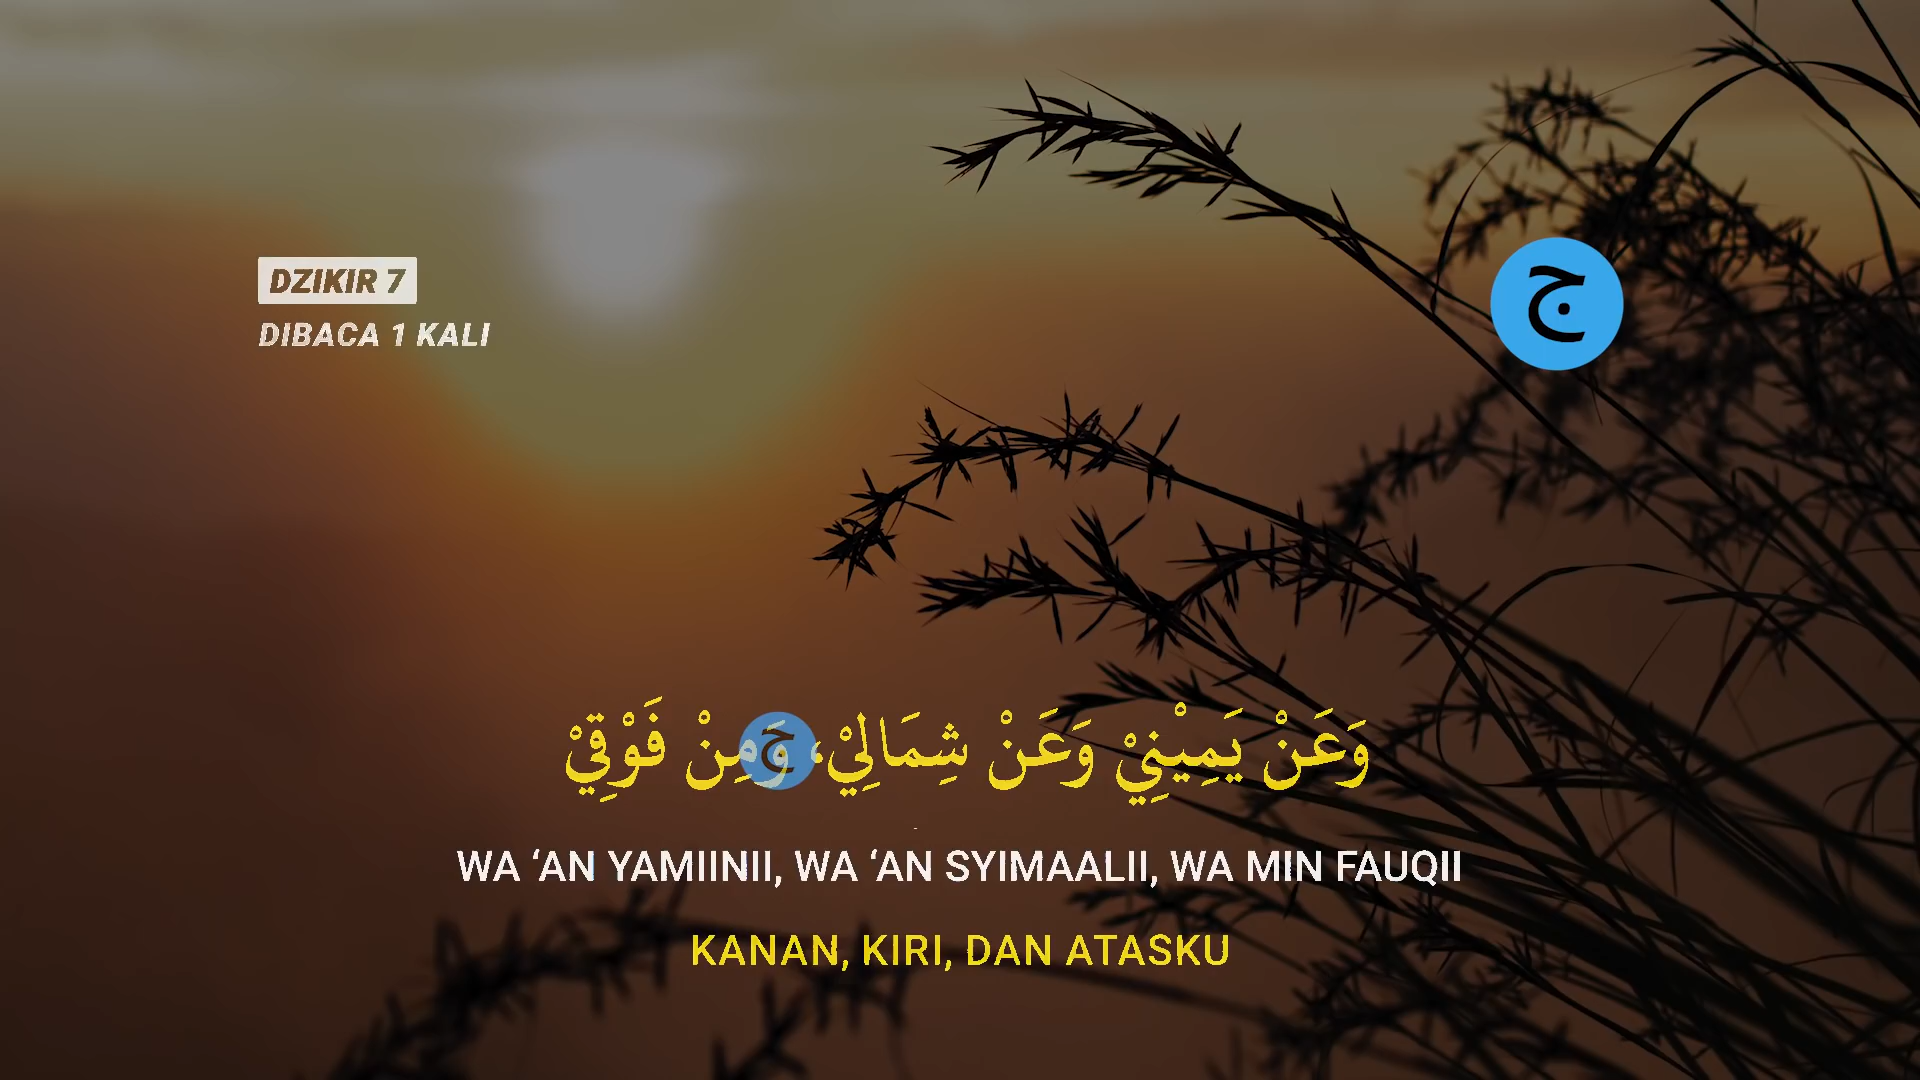 DZIKIR 7
DIBACA 1 KALI
ج
وَعَنْ يَمِيْنِيْ وَعَنْ شِمَالِيْ، وَمِنْ فَوْقِيْ
ح
WA ‘AN YAMIINII, WA ‘AN SYIMAALII, WA MIN FAUQII
KANAN, KIRI, DAN ATASKU